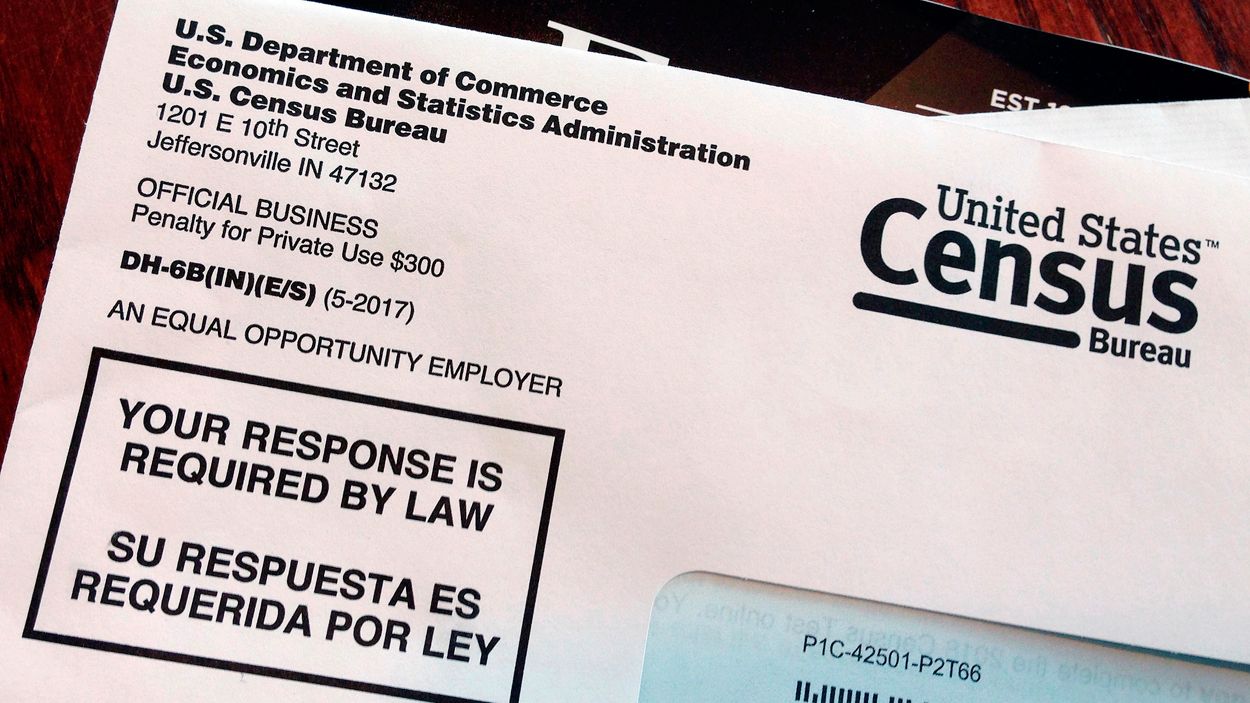 U.S. Department of Commerce
Economics and Statistics Administration
U.S. Census Bureau
1201 E 10th Street
Jeffersonville IN 47132
OFFICIAL BUSINESS
Penalty for Private Use $300
DH-6B(IN)(E/S) (5-2017)
AN EQUAL OPPORTUNITY EMPLOYER
YOUR RESPONSE IS
REQUIRED BY LAW
SU RESPUESTA ES
REQUERIDA POR LEY
EST.
United States™
Census
Bureau
P1C-42501-P2T66